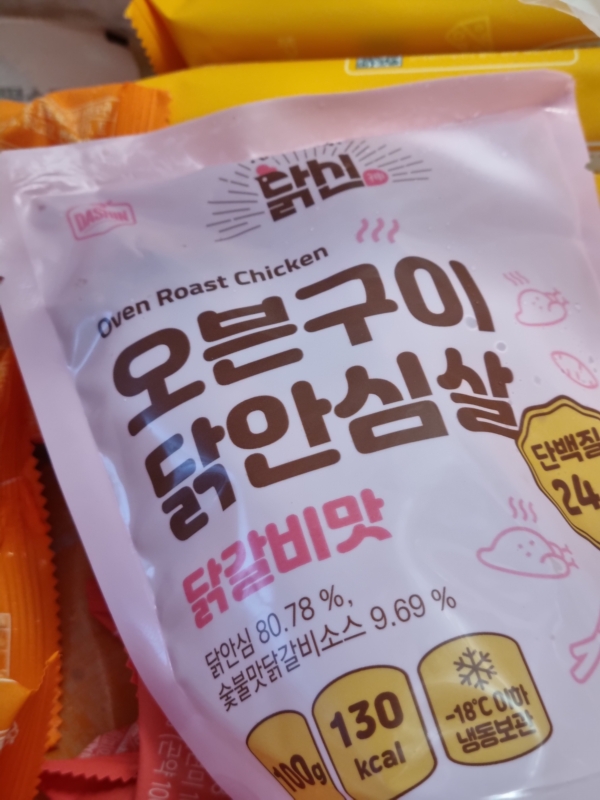 닭신
DASHIN
Oven Roast Chicken
오븐구이
닭안심살
단백질
24
닭갈비맛
닭안심 80.78 %,
숯불맛닭갈비소스 9.69 %
100g
130
kcal
-18℃ 이하
냉동보관